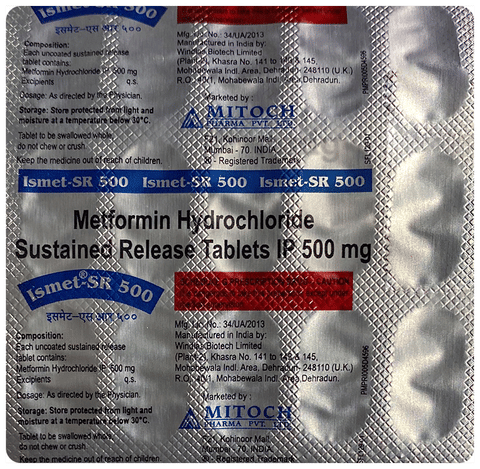 Ismet-SR 500
इसमेट-एस आर ५००
Composition:
Each uncoated sustained release
tablet contains:
Metformin Hydrochloride IP 500 mg
Excipients q.s.
Dosage: As directed by the Physician.
Storage: Store protected from light and
moisture at a temperature below 30°C.
Tablet to be swallowed whole,
do not chew or crush.
Keep the medicine out of reach of children.
Mfg. Lic. No.: 34/UA/2013
Manufactured in India by:
Windlas Biotech Limited
(Plant-2), Khasra No. 141 to 143 & 145,
Mohabewala Indl. Area, Dehradun- 248110 (U.K.)
R.O. 40/1, Mohabewala Indl. Area, Dehradun.
Marketed by :
MITOCH
PHARMA PVT. LTD.
621, Kohinoor Mall
Mumbai - 70. INDIA.
® - Registered Trademark
Ismet-SR 500 Ismet-SR 500 Ismet-SR 500
Metformin Hydrochloride
Sustained Release Tablets IP 500 mg
Ismet®-SR 500
इसमेट-एस आर ५००
Composition:
Each uncoated sustained release
tablet contains:
Metformin Hydrochloride IP 500 mg
Excipients q.s.
Dosage: As directed by the Physician.
Storage: Store protected from light and
moisture at a temperature below 30°C.
Tablet to be swallowed whole,
do not chew or crush.
Keep the medicine out of reach of children.
Mfg. Lic. No.: 34/UA/2013
Manufactured in India by:
Windlas Biotech Limited
(Plant-2), Khasra No. 141 to 143 & 145,
Mohabewala Indl. Area, Dehradun- 248110 (U.K.)
R.O. 40/1, Mohabewala Indl. Area, Dehradun.
Marketed by :
MITOCH
PHARMA PVT. LTD.
621, Kohinoor Mall
Mumbai - 70. INDIA.
® - Registered Trademark